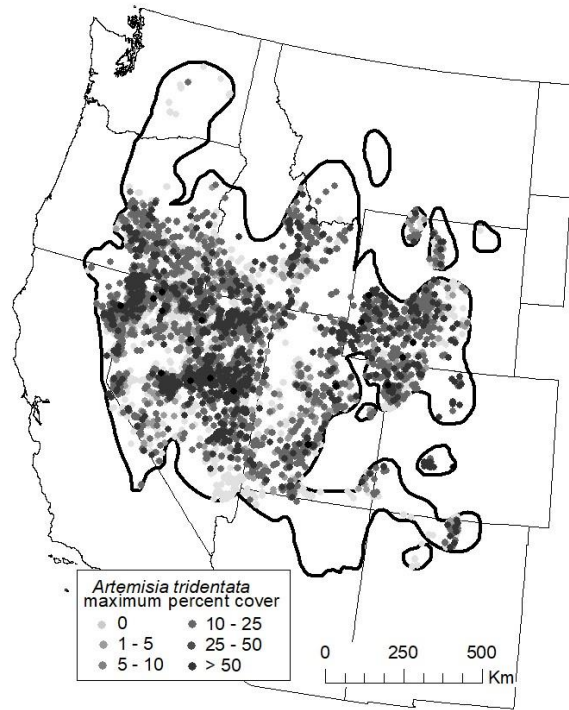 Artemisia tridentata
maximum percent cover
0
1 - 5
5 - 10
10 - 25
25 - 50
> 50
0 250 500
Km